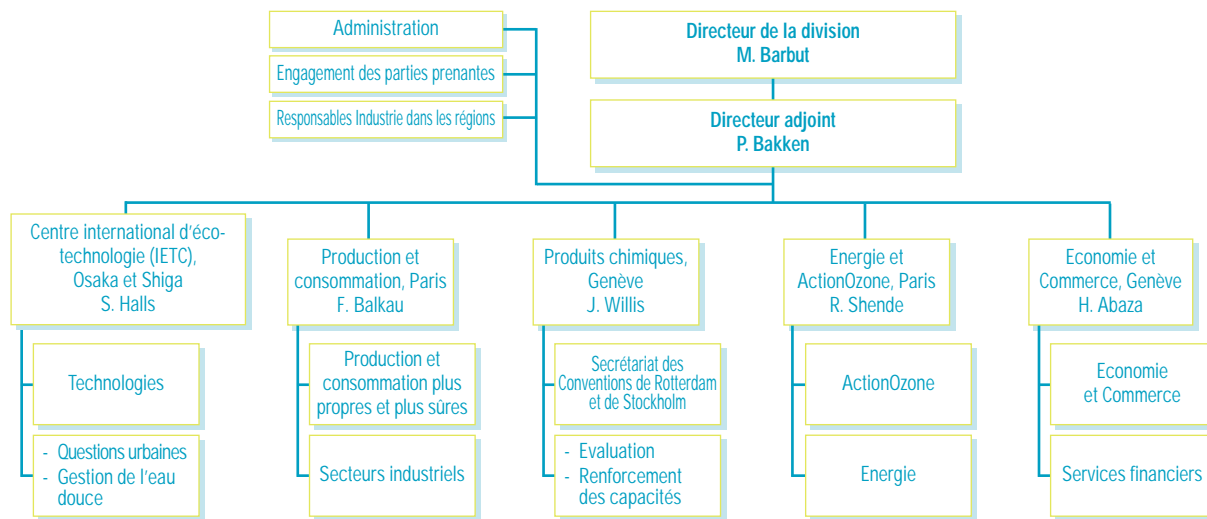 Administration
Engagement des parties prenantes
Responsables Industrie dans les régions
Directeur de la division
M. Barbut
Directeur adjoint
P. Bakken
Centre international d'éco-
technologie (IETC),
Osaka et Shiga
S. Halls
Technologies
- Questions urbaines
- Gestion de l'eau
douce
Production et
consommation, Paris
F. Balkau
Production et
consommation plus
propres et plus sûres
Secteurs industriels
Produits chimiques,
Genève
J. Willis
Secrétariat des
Conventions de Rotterdam
et de Stockholm
- Evaluation
- Renforcement
des capacités
Energie et
ActionOzone, Paris
R. Shende
ActionOzone
Energie
Economie et
Commerce, Genève
H. Abaza
Economie
et Commerce
Services financiers